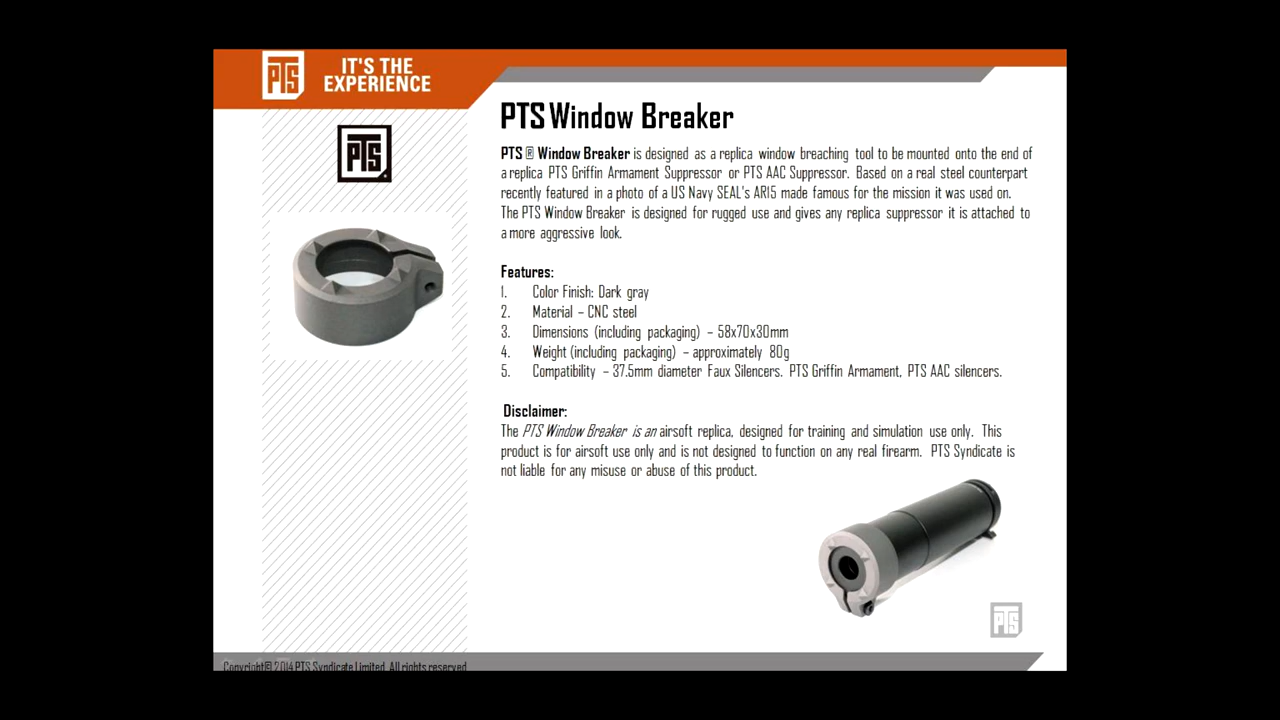 PTS IT'S THE
EXPERIENCE
PTS
PTS Window Breaker
PTS ® Window Breaker is designed as a replica window breaching tool to be mounted onto the end of
a replica PTS Griffin Armament Suppressor or PTS AAC Suppressor. Based on a real steel counterpart
recently featured in a photo of a US Navy SEAL's AR15 made famous for the mission it was used on.
The PTS Window Breaker is designed for rugged use and gives any replica suppressor it is attached to
a more aggressive look.
Features:
1. Color Finish: Dark gray
2. Material – CNC steel
3. Dimensions (including packaging) – 58x70x30mm
4. Weight (including packaging) – approximately 80g
5. Compatibility – 37.5mm diameter Faux Silencers. PTS Griffin Armament, PTS AAC silencers.
Disclaimer:
The PTS Window Breaker is an airsoft replica, designed for training and simulation use only. This
product is for airsoft use only and is not designed to function on any real firearm. PTS Syndicate is
not liable for any misuse or abuse of this product.
PTS
Copyright® 2014 PTS Syndicate Limited. All rights reserved